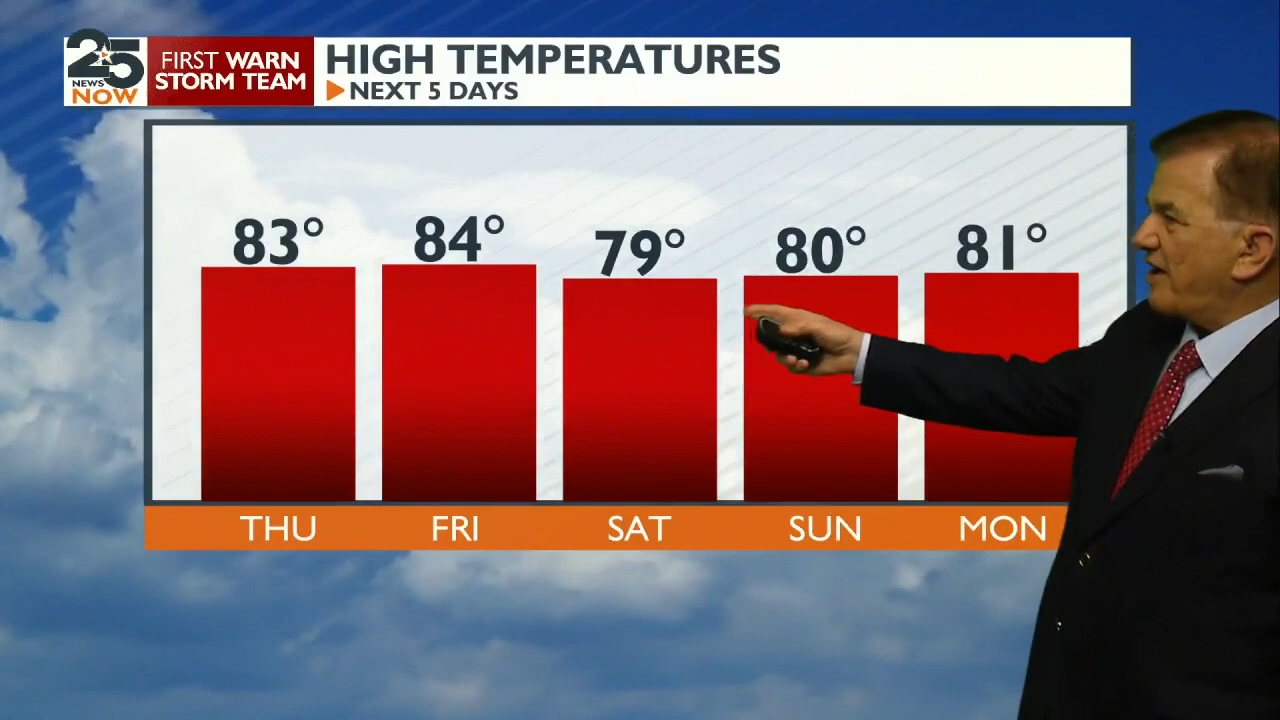 25
NEWS
NOW
FIRST WARN
STORM TEAM
HIGH TEMPERATURES
NEXT 5 DAYS
83° 84° 79° 80° 81°
THU FRI SAT SUN MON